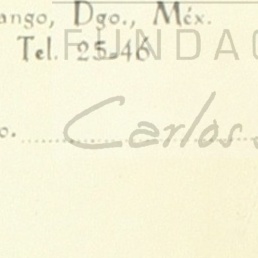 ango, Dgo., Méx.
Tel. 25-46
FUNDAC
o.
Carlos